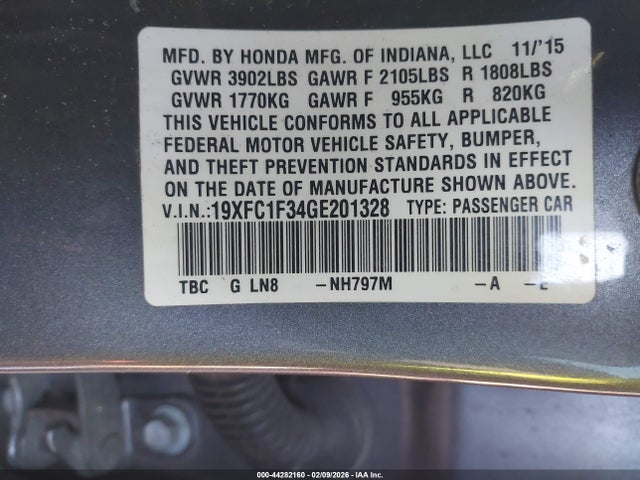 MFD. BY HONDA MFG. OF INDIANA, LLC 11/'15
GVWR 3902LBS GAWR F 2105LBS R 1808LBS
GVWR 1770KG GAWR F 955KG R 820KG
THIS VEHICLE CONFORMS TO ALL APPLICABLE
FEDERAL MOTOR VEHICLE SAFETY, BUMPER,
AND THEFT PREVENTION STANDARDS IN EFFECT
ON THE DATE OF MANUFACTURE SHOWN ABOVE.
V.I.N.:19XFC1F34GE201328 TYPE: PASSENGER CAR
TBC G LN8 -NH797M -A -
000-44282160 - 02/09/2026 - IAA Inc.